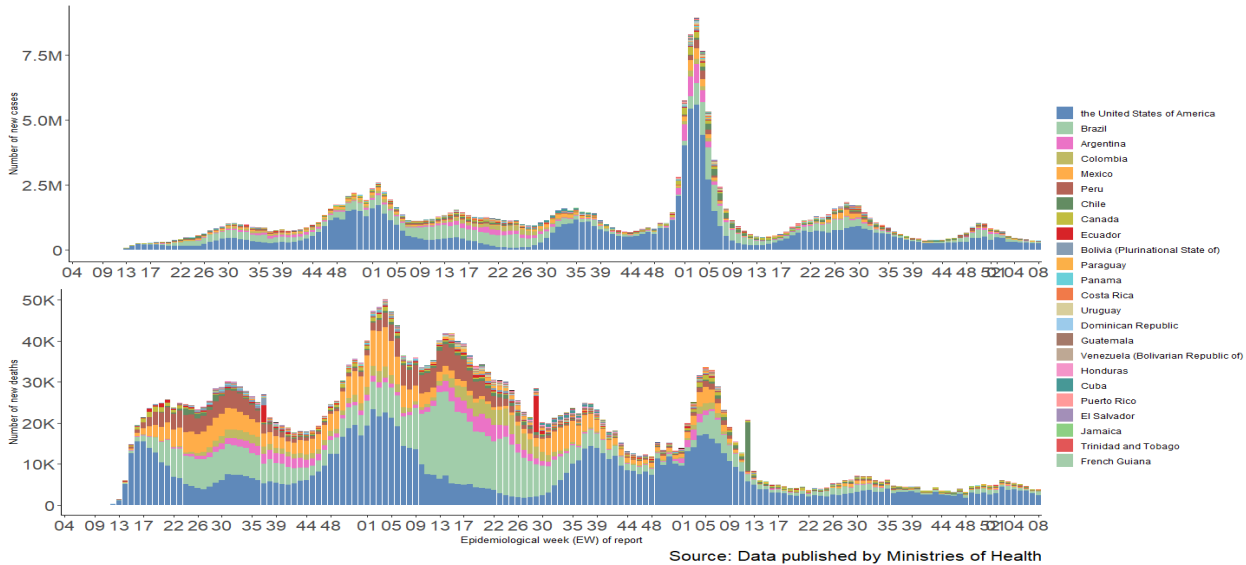 Number of new cases
7.5M
5.0M
2.5M
0
04 09 13 17 22 26 30 35 39 44 48 01 05 09 13 17 22 26 30 35 39 44 48 01 05 09 13 17 22 26 30 35 39 44 48 5201 04 08
Number of new deaths
50K
40K
30K
20K
10K
0
04 09 13 17 22 26 30 35 39 44 48 01 05 09 13 17 22 26 30 35 39 44 48 01 05 09 13 17 22 26 30 35 39 44 48 5201 04 08
Epidemiological week (EW) of report
Source: Data published by Ministries of Health
the United States of America
Brazil
Argentina
Colombia
Mexico
Peru
Chile
Canada
Ecuador
Bolivia (Plurinational State of)
Paraguay
Panama
Costa Rica
Uruguay
Dominican Republic
Guatemala
Venezuela (Bolivarian Republic of)
Honduras
Cuba
Puerto Rico
El Salvador
Jamaica
Trinidad and Tobago
French Guiana